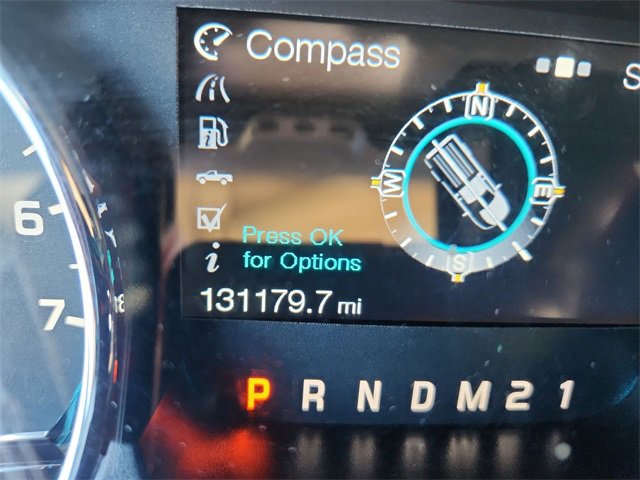 Compass
S
N
W
E
S
Press OK
for Options
131179.7 mi
6
7
P R N D M 2 1